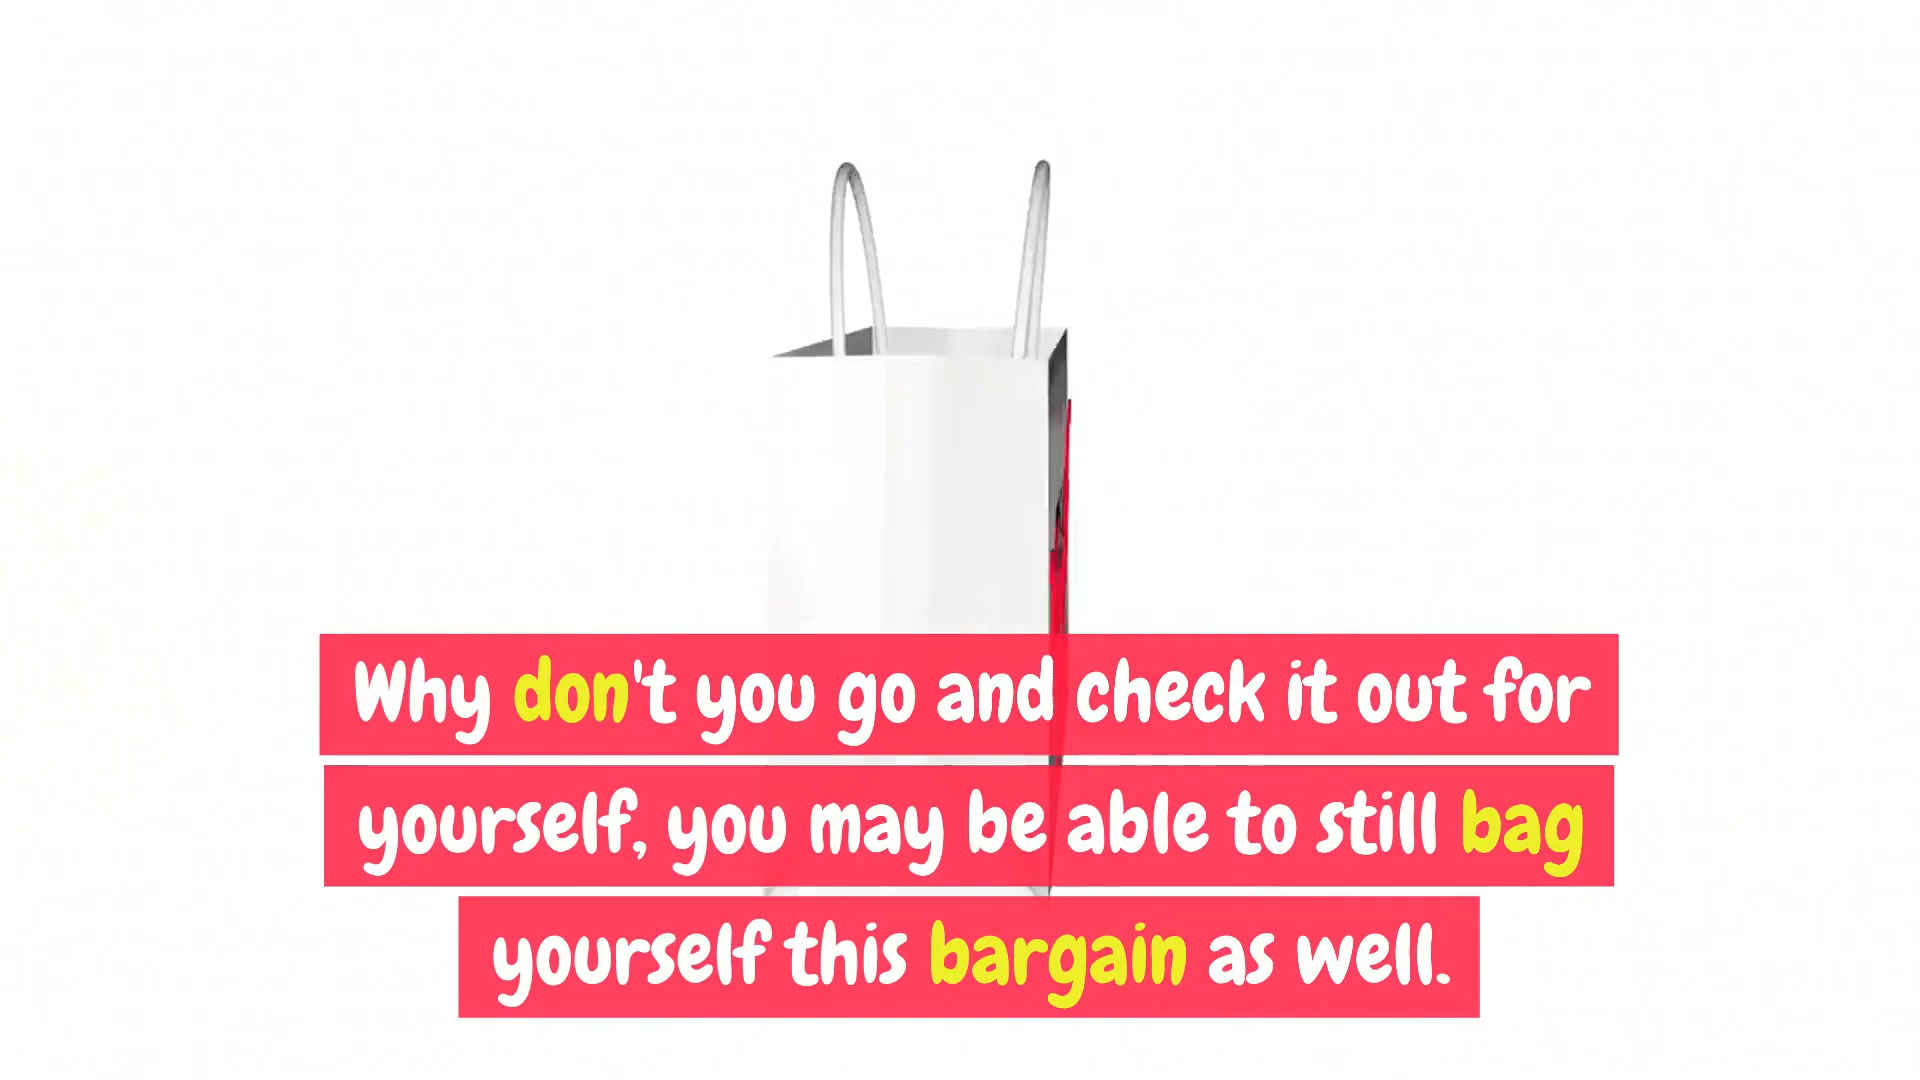 Why don't you go and check it out for
yourself, you may be able to still bag
yourself this bargain as well.